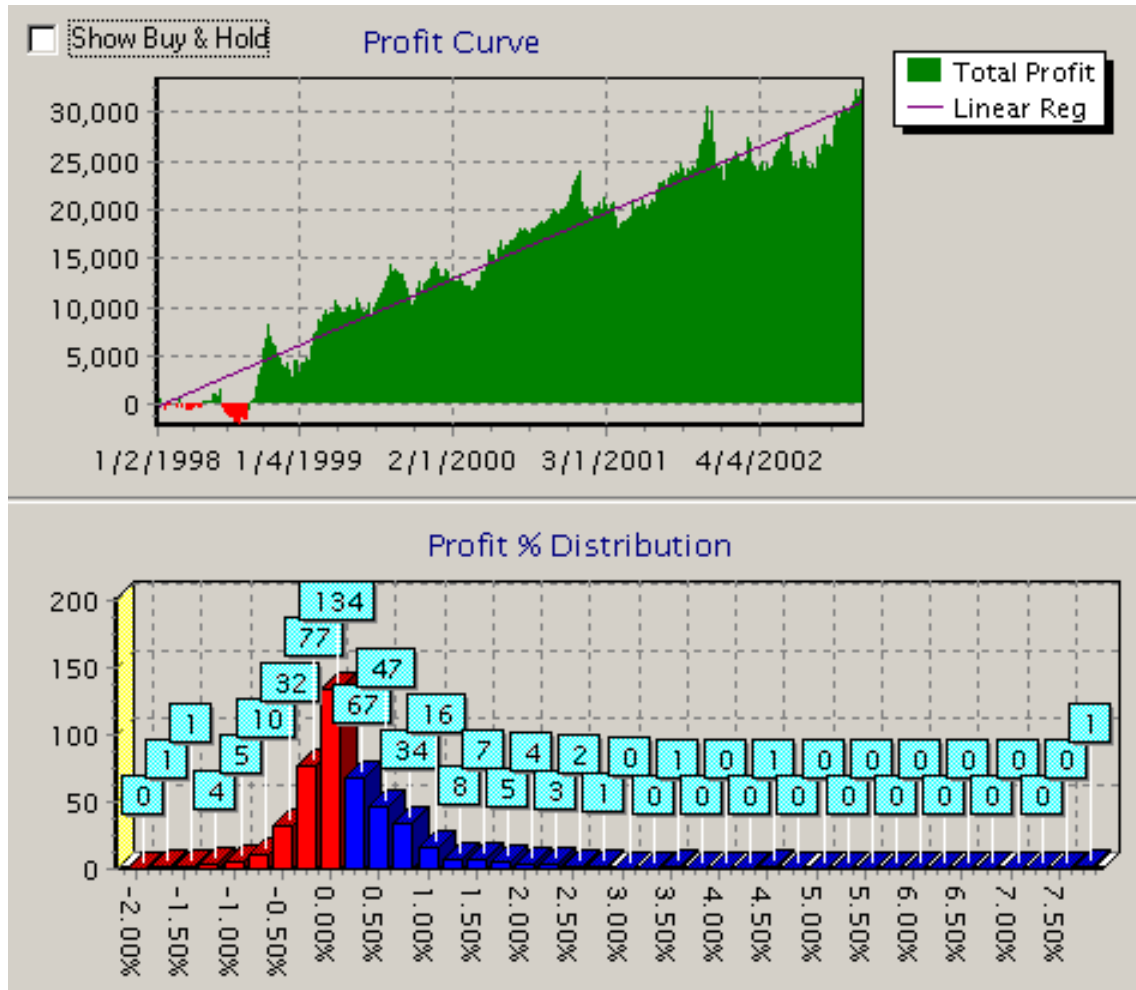 Show Buy & Hold
Profit Curve
Total Profit
Linear Reg
30,000
25,000
20,000
15,000
10,000
5,000
0
1/2/1998 1/4/1999 2/1/2000 3/1/2001 4/4/2002
Profit % Distribution
200
150
100
50
0
0 1 1 4 5 10 32 77 134 67 47 34 16 8 7 5 4 3 2 1 0 0 1 0 0 0 1 0 0 0 0 0 0 0 0 0 0 0 0 1
-2.00% -1.50% -1.00% -0.50% 0.000% 0.50% 1.00% 1.50% 2.00% 2.50% 3.00% 3.50% 4.00% 4.50% 5.00% 5.50% 6.00% 6.50% 7.00% 7.50%